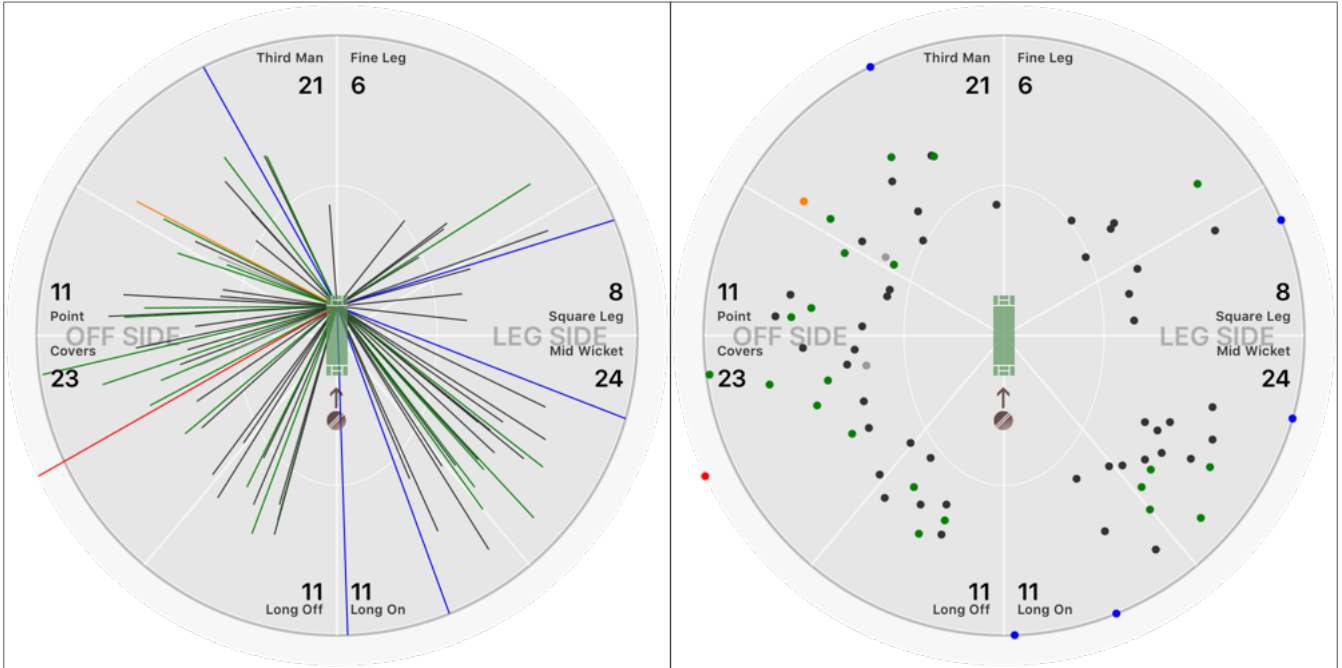 Third Man
21
Fine Leg
6
11
Point
OFF SIDE
Covers
23
8
Square Leg
LEG SIDE
Mid Wicket
24
11
Long Off
11
Long On
Third Man
21
Fine Leg
6
11
Point
OFF SIDE
Covers
23
8
Square Leg
LEG SIDE
Mid Wicket
24
11
Long Off
11
Long On